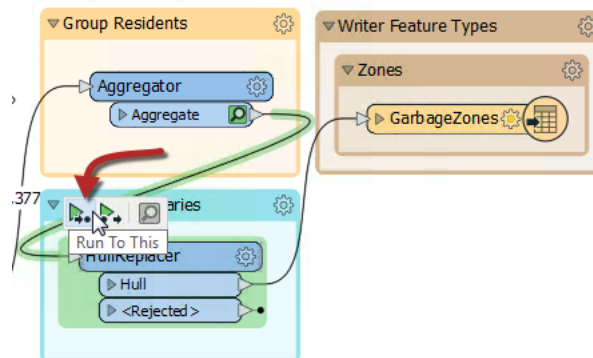 Group Residents
Aggregator
Aggregate
Writer Feature Types
Zones
GarbageZones
.377
aries
Run To This
HullReplacer
Hull
<Rejected>